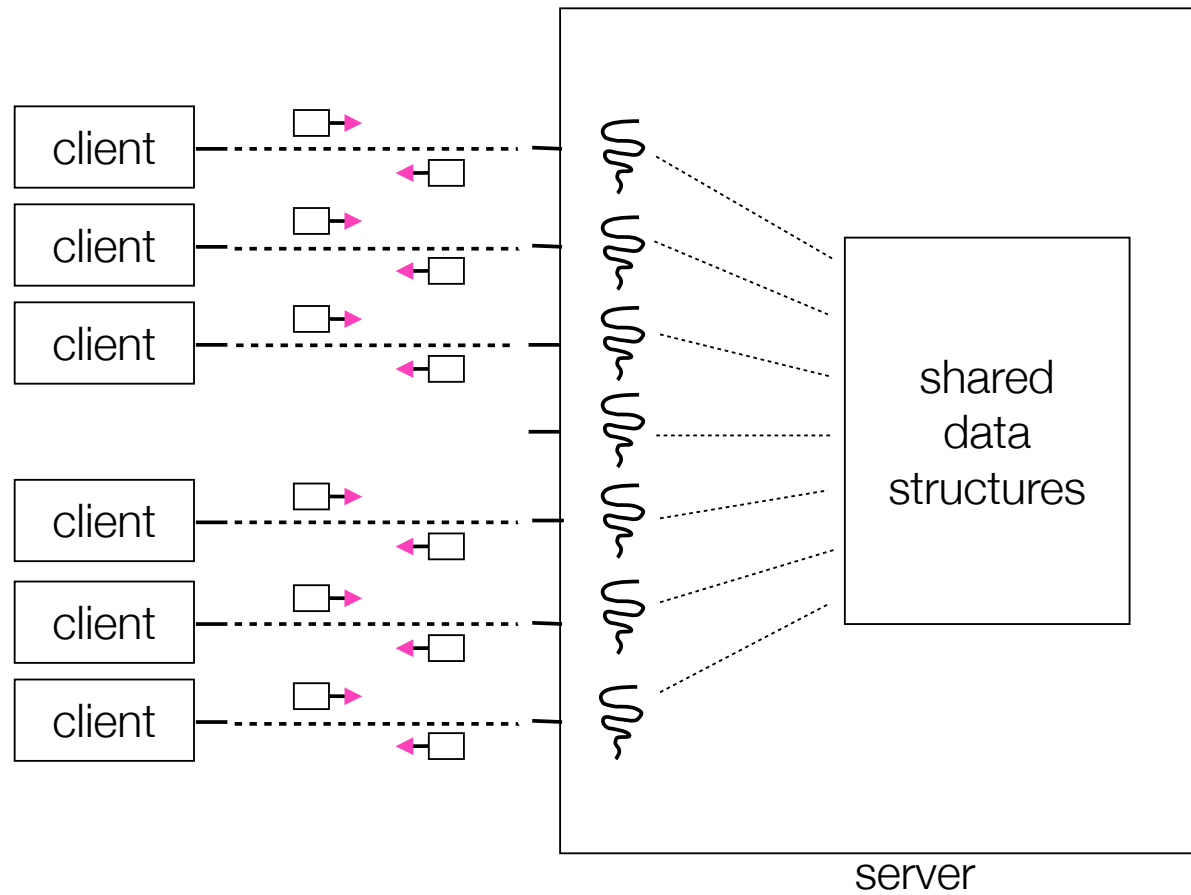 client
client
client
client
client
client
shared
data
structures
server